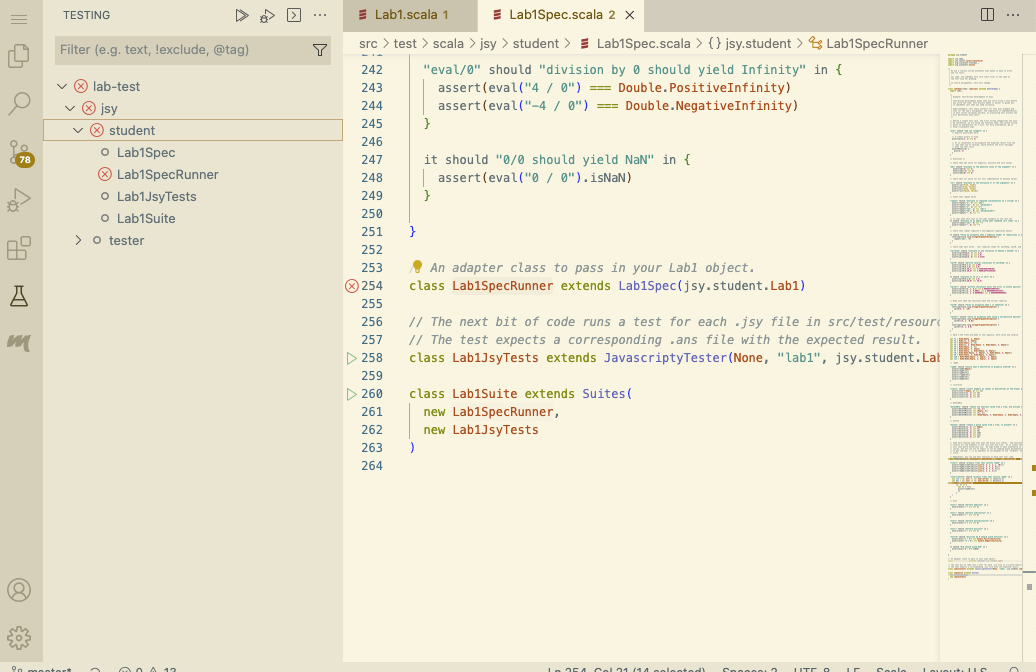 TESTING
Lab1.scala 1
Lab1Spec.scala 2
Filter (e.g. text, !exclude, @tag)
src > test > scala > jsy > student > Lab1Spec.scala > {} jsy.student > Lab1SpecRunner
lab-test
jsy
student
Lab1Spec
Lab1SpecRunner
Lab1JsyTests
Lab1Suite
tester
78
242 "eval/0" should "division by 0 should yield Infinity" in {
243 assert(eval("4 / 0") === Double.PositiveInfinity)
244 assert(eval("-4 / 0") === Double.NegativeInfinity)
245 }
246
247 it should "0/0 should yield NaN" in {
248 assert(eval("0 / 0").isNaN)
249 }
250
251 }
252
253 An adapter class to pass in your Lab1 object.
254 class Lab1SpecRunner extends Lab1Spec(jsy.student.Lab1)
255
256 // The next bit of code runs a test for each .jsy file in src/test/resour
257 // The test expects a corresponding .ans file with the expected result.
258 class Lab1JsyTests extends JavascriptyTester(None, "lab1", jsy.student.Lab
259
260 class Lab1Suite extends Suites(
261 new Lab1SpecRunner,
262 new Lab1JsyTests
263 )
264
master* 0 13 Ln 254, Col 21 (14 selected) Spaces: 2 UTF-8 LF Scala Layout: U.S.